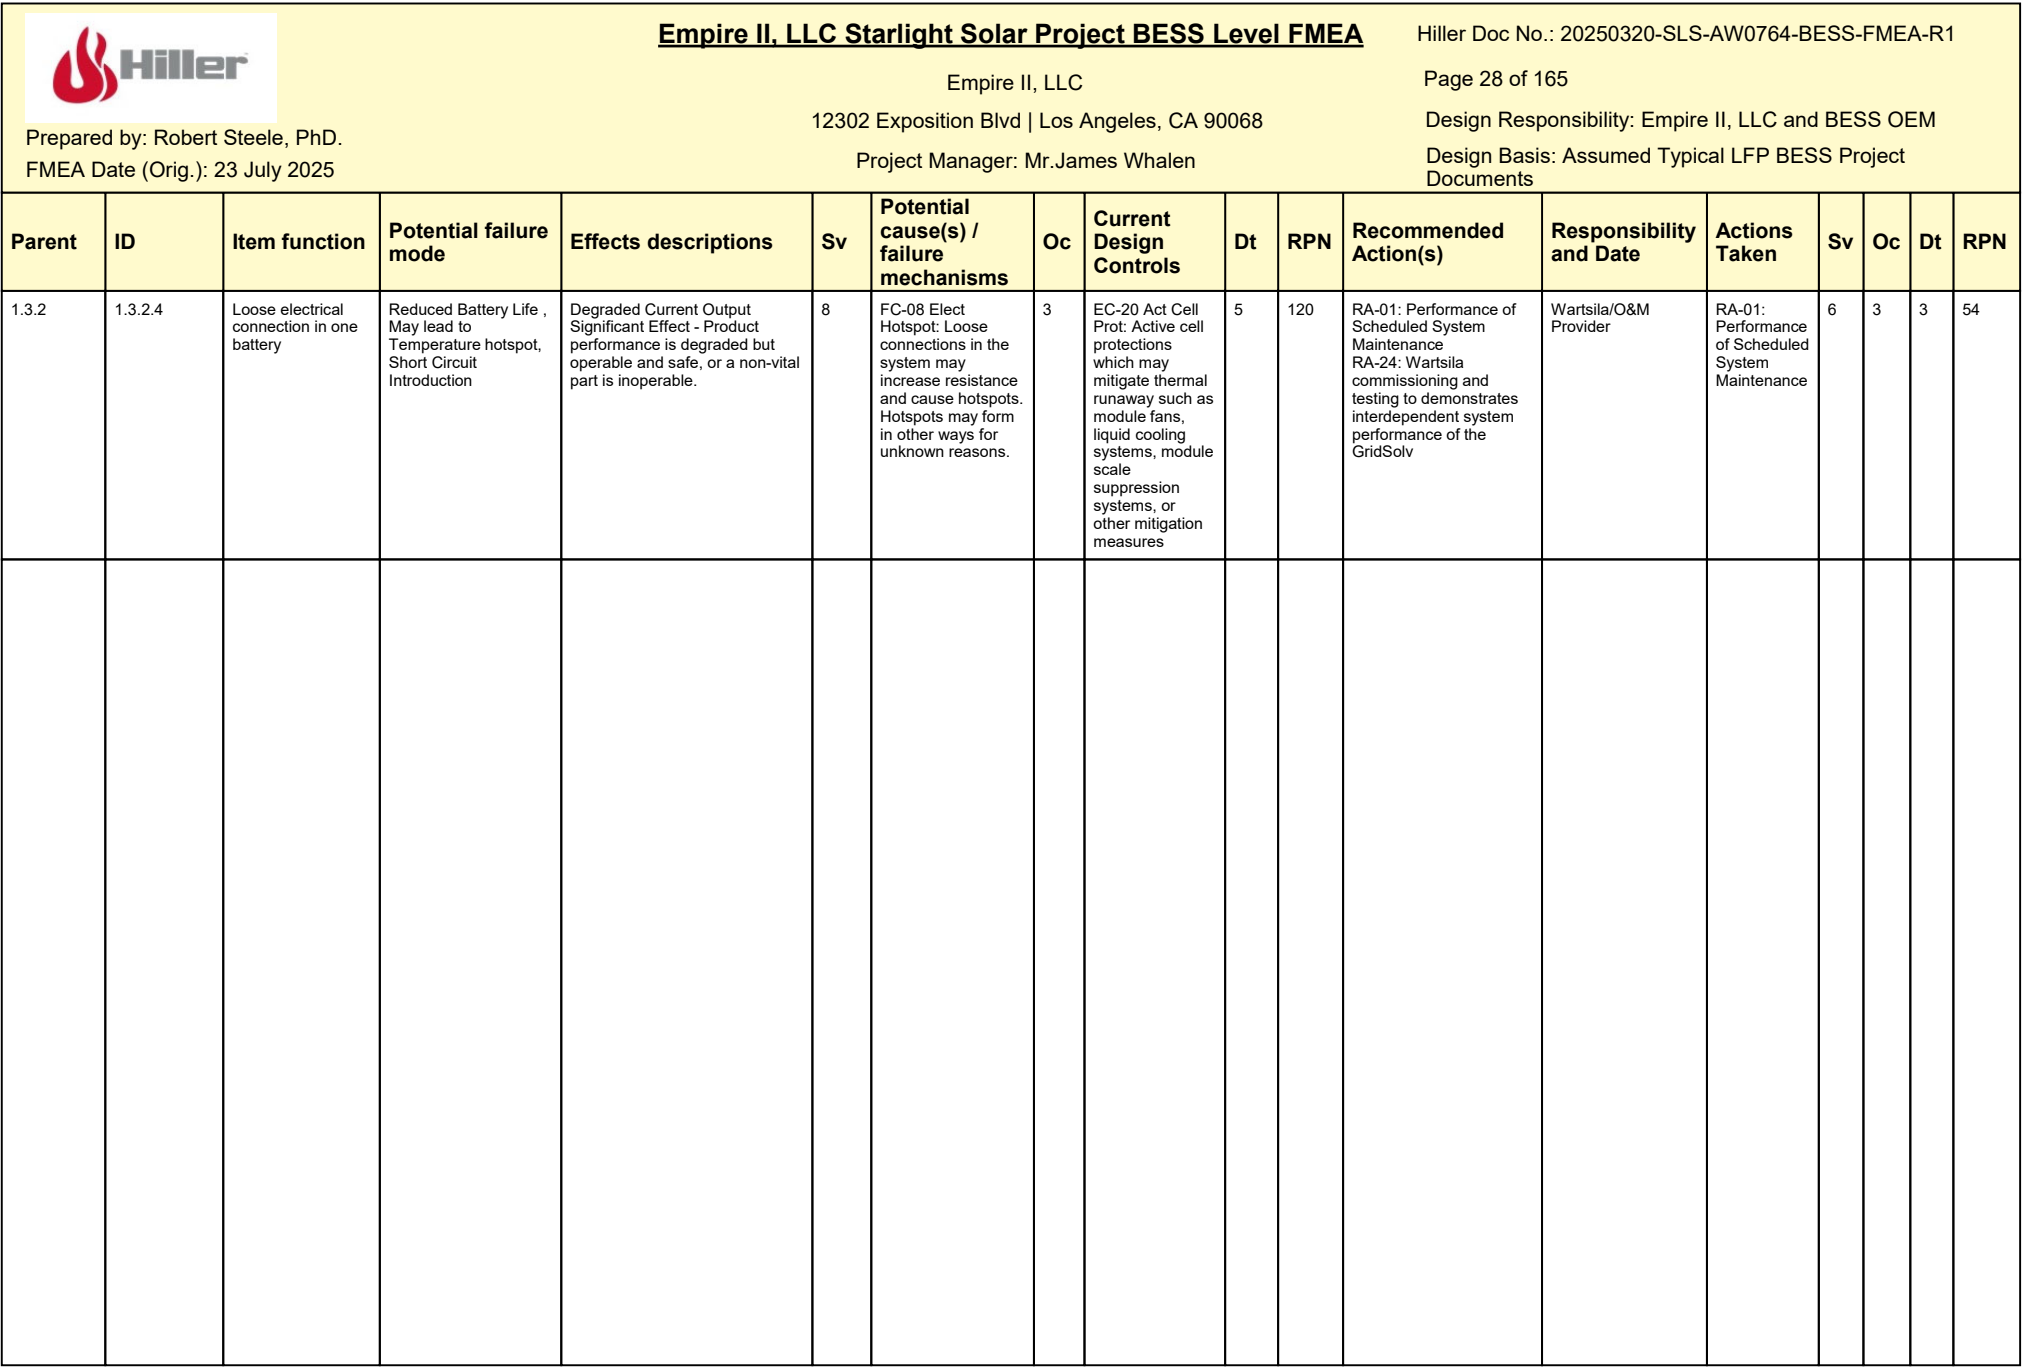 Hiller
Prepared by: Robert Steele, PhD.
FMEA Date (Orig.): 23 July 2025
Empire II, LLC Starlight Solar Project BESS Level FMEA
Empire II, LLC
12302 Exposition Blvd | Los Angeles, CA 90068
Project Manager: Mr.James Whalen
Hiller Doc No.: 20250320-SLS-AW0764-BESS-FMEA-R1
Page 28 of 165
Design Responsibility: Empire II, LLC and BESS OEM
Design Basis: Assumed Typical LFP BESS Project
Documents
Parent
ID
Item function
Potential failure
mode
Effects descriptions
Sv
Potential
cause(s) /
failure
mechanisms
Oc
Current
Design
Controls
Dt
RPN
Recommended
Action(s)
Responsibility
and Date
Actions
Taken
Sv
Oc
Dt
RPN
1.3.2
1.3.2.4
Loose electrical
connection in one
battery
Reduced Battery Life ,
May lead to
Temperature hotspot,
Short Circuit
Introduction
Degraded Current Output
Significant Effect - Product
performance is degraded but
operable and safe, or a non-vital
part is inoperable.
8
FC-08 Elect
Hotspot: Loose
connections in the
system may
increase resistance
and cause hotspots.
Hotspots may form
in other ways for
unknown reasons.
3
EC-20 Act Cell
Prot: Active cell
protections
which may
mitigate thermal
runaway such as
module fans,
liquid cooling
systems, module
scale
suppression
systems, or
other mitigation
measures
5
120
RA-01: Performance of
Scheduled System
Maintenance
RA-24: Wartsila
commissioning and
testing to demonstrates
interdependent system
performance of the
GridSolv
Wartsila/O&M
Provider
RA-01:
Performance
of Scheduled
System
Maintenance
6
3
3
54